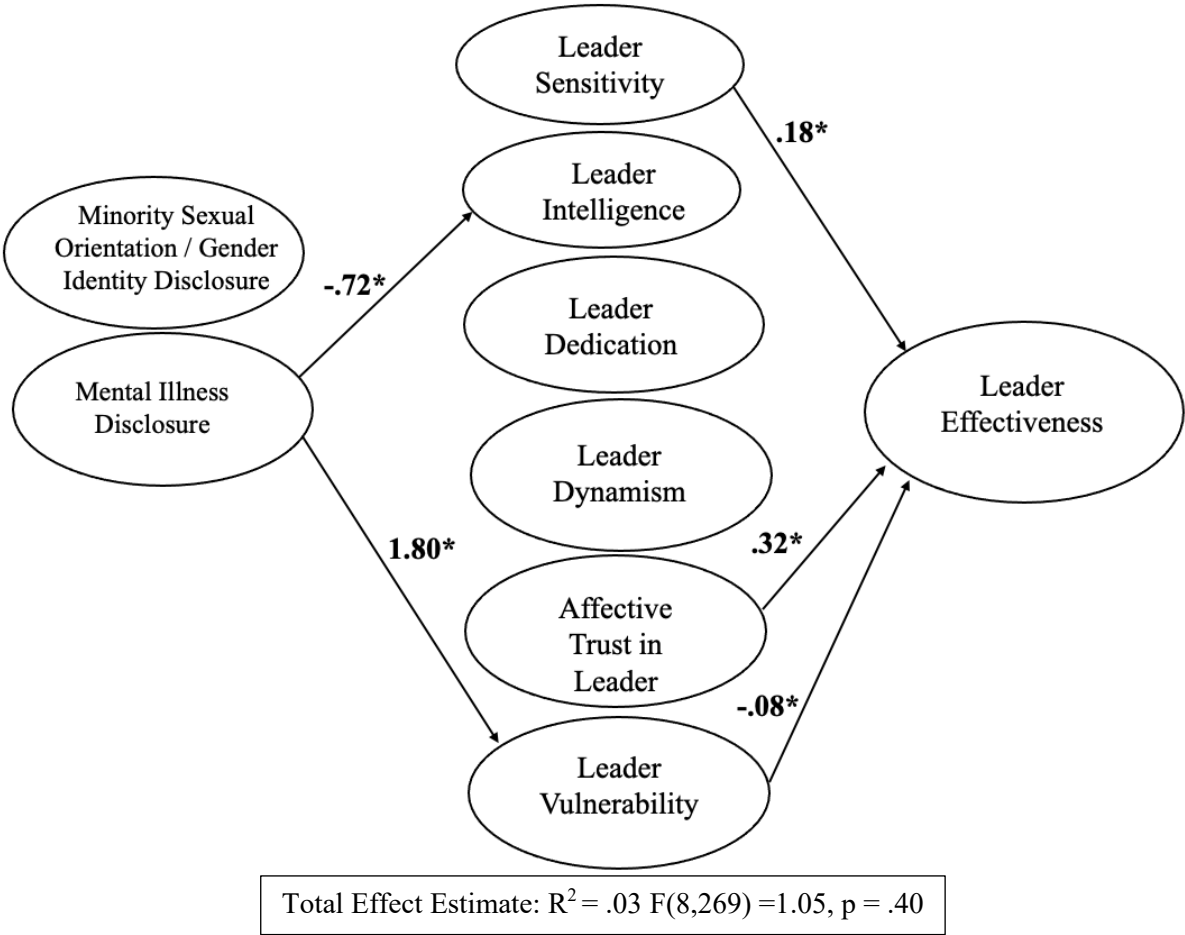 Leader
Sensitivity
.18*
Leader
Intelligence
Minority Sexual
Orientation / Gender
Identity Disclosure
-.72*
Leader
Dedication
Mental Illness
Disclosure
Leader
Effectiveness
Leader
Dynamism
1.80*
.32*
Affective
Trust in
Leader
-.08*
Leader
Vulnerability
Total Effect Estimate: R² = .03 F(8,269) =1.05, p = .40